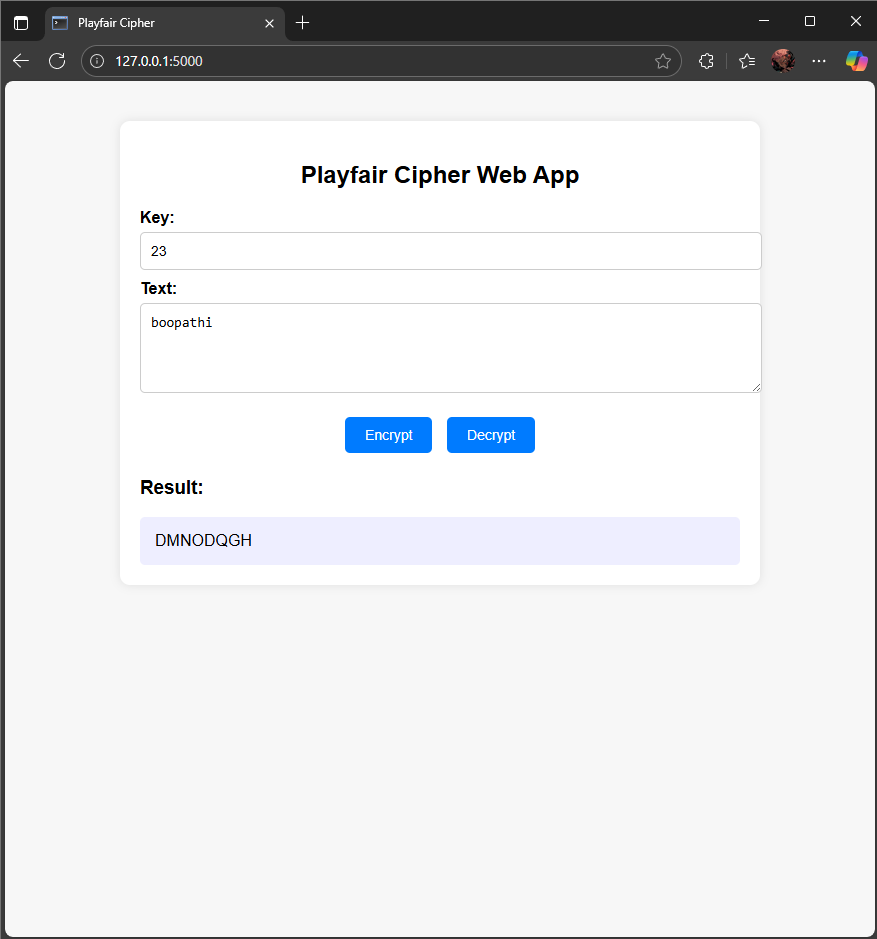 Playfair Cipher
127.0.0.1:5000
Playfair Cipher Web App
Key:
23
Text:
boopathi
Encrypt Decrypt
Result:
DMNODQGH